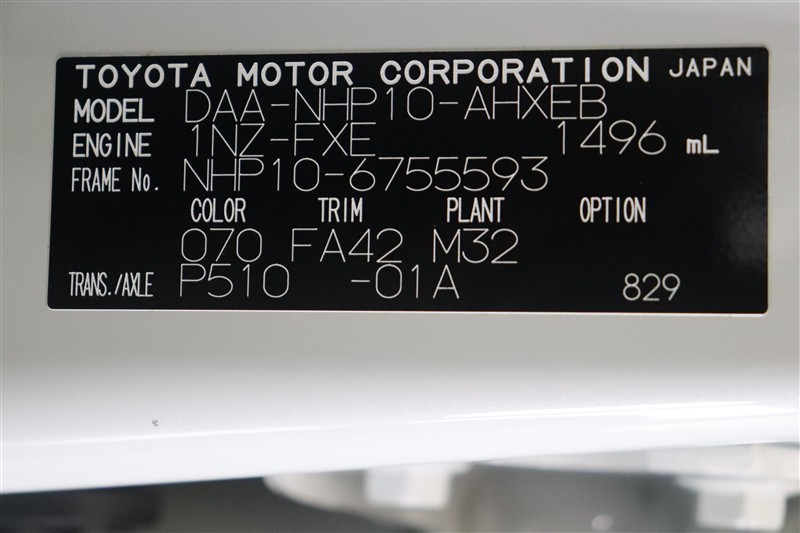 TOYOTA MOTOR CORPORATION JAPAN
MODEL DAA-NHP10-AHXEB
ENGINE 1NZ-FXE 1496 mL
FRAME No. NHP10-6755593
COLOR TRIM PLANT OPTION
070 FA42 M32
TRANS./AXLE P510 -01A 829